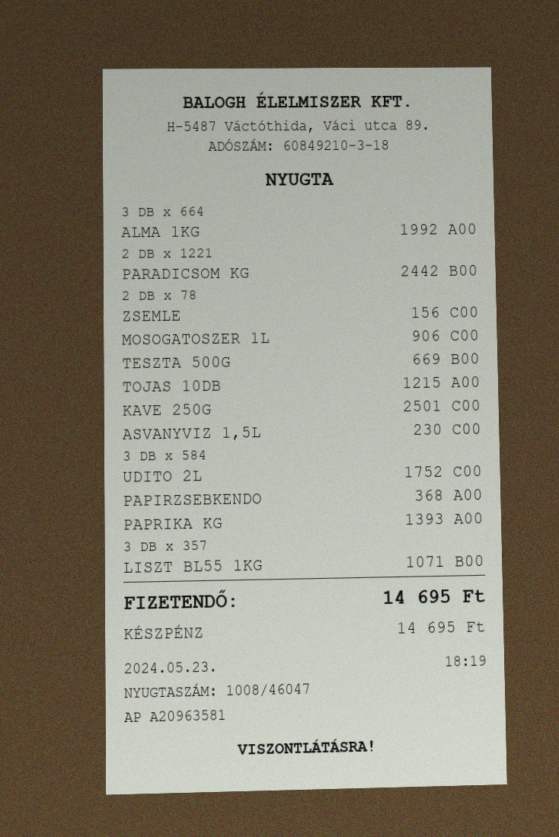 BALOGH ÉLELMISZER KFT.
H-5487 Váctóthida, Váci utca 89.
ADÓSZÁM: 60849210-3-18
NYUGTA
3 DB x 664
ALMA 1KG 1992 A00
2 DB x 1221
PARADICSOM KG 2442 B00
2 DB x 78
ZSEMLE 156 C00
MOSOGATOSZER 1L 906 C00
TESZTA 500G 669 B00
TOJAS 10DB 1215 A00
KAVE 250G 2501 C00
ASVANYVIZ 1,5L 230 C00
3 DB x 584
UDITO 2L 1752 C00
PAPIRZSEBKENDO 368 A00
PAPRIKA KG 1393 A00
3 DB x 357
LISZT BL55 1KG 1071 B00
FIZETENDŐ: 14 695 Ft
KÉSZPÉNZ 14 695 Ft
2024.05.23. 18:19
NYUGTASZÁM: 1008/46047
AP A20963581
VISZONTLÁTÁSRA!